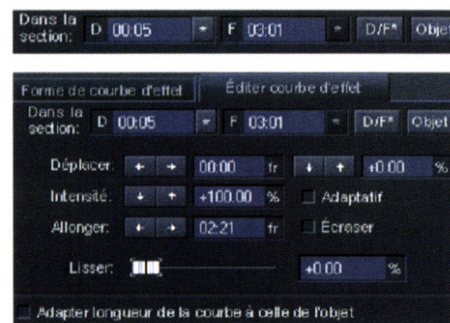 Dans la section: D 00:05 F 03:01 D/F* Objet
Forme de courbe d'effet Éditer courbe d'effet
Dans la section: D 00:05 F 03:01 D/F* Objet
Déplacer: 00:00 fr +0.00 %
Intensité: +100.00 % Adaptatif
Allonger: 02:21 fr Écraser
Lisser: +0.00 %
Adapter longueur de la courbe à celle de l'objet